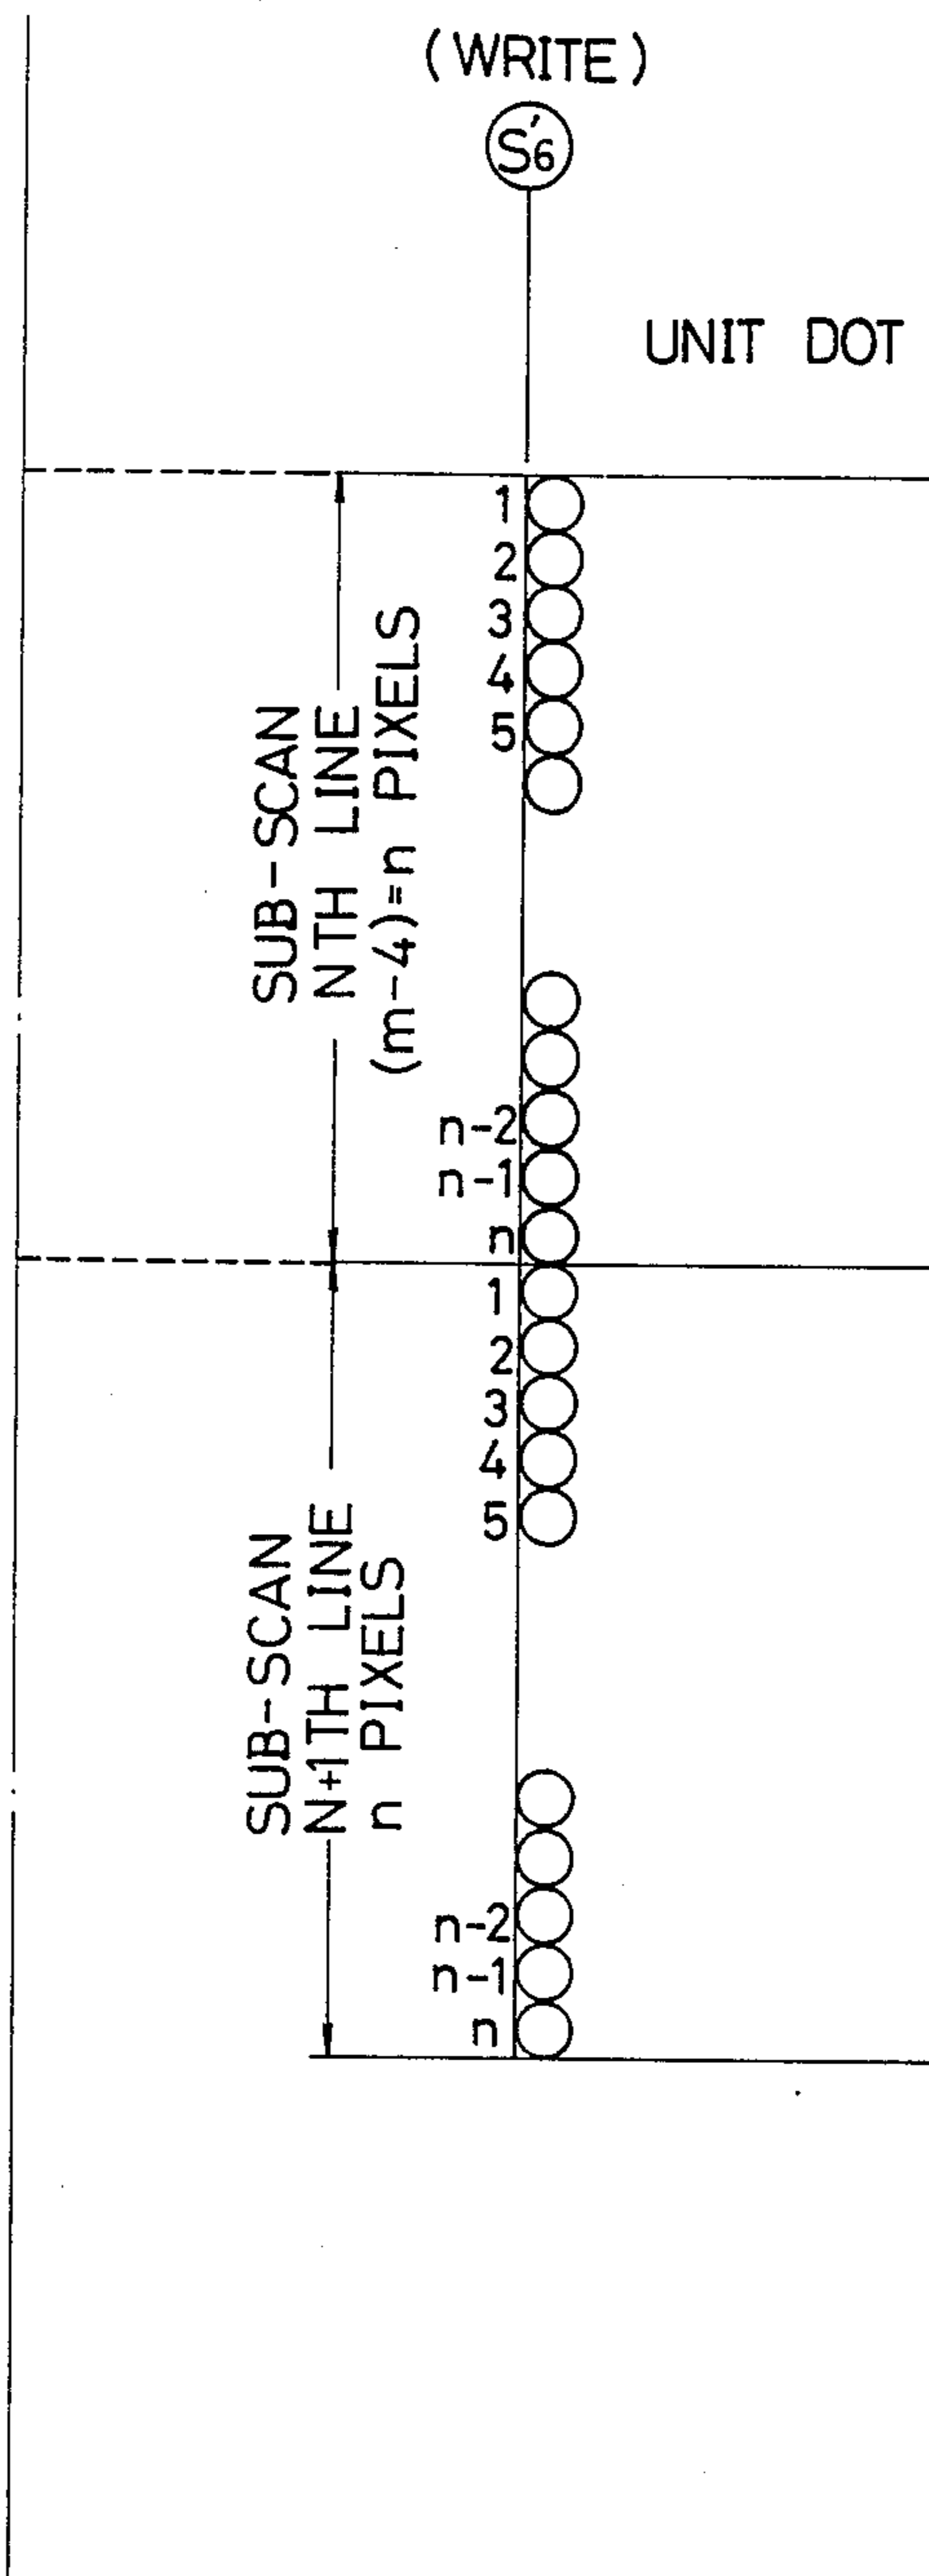 (WRITE)
S'6
UNIT DOT
1
2
3
4
5
SUB-SCAN
N TH LINE
(m-4)=n PIXELS
n-2
n-1
n
1
2
3
4
5
SUB-SCAN
N+1TH LINE
n PIXELS
n-2
n-1
n